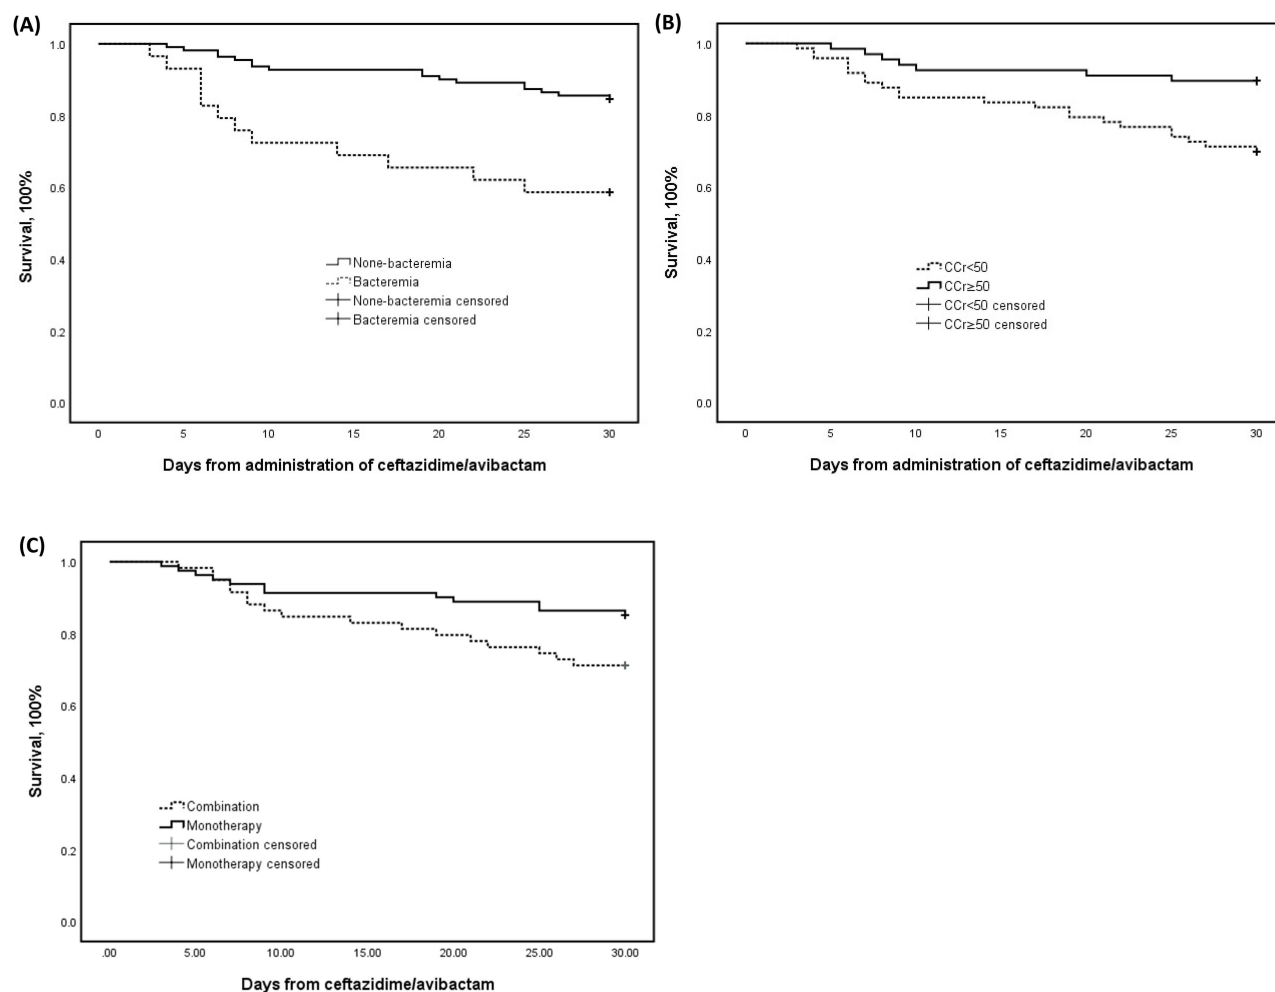 (A)
1.0
0.8
0.6
0.4
0.2
0.0
Survival, 100%
None-bacteremia
Bacteremia
None-bacteremia censored
Bacteremia censored
0 5 10 15 20 25 30
Days from administration of ceftazidime/avibactam
(B)
1.0
0.8
0.6
0.4
0.2
0.0
Survival, 100%
CCr<50
CCr≥50
CCr<50 censored
CCr≥50 censored
0 5 10 15 20 25 30
Days from administration of ceftazidime/avibactam
(C)
1.0
0.8
0.6
0.4
0.2
0.0
Survival, 100%
Combination
Monotherapy
Combination censored
Monotherapy censored
.00 5.00 10.00 15.00 20.00 25.00 30.00
Days from ceftazidime/avibactam